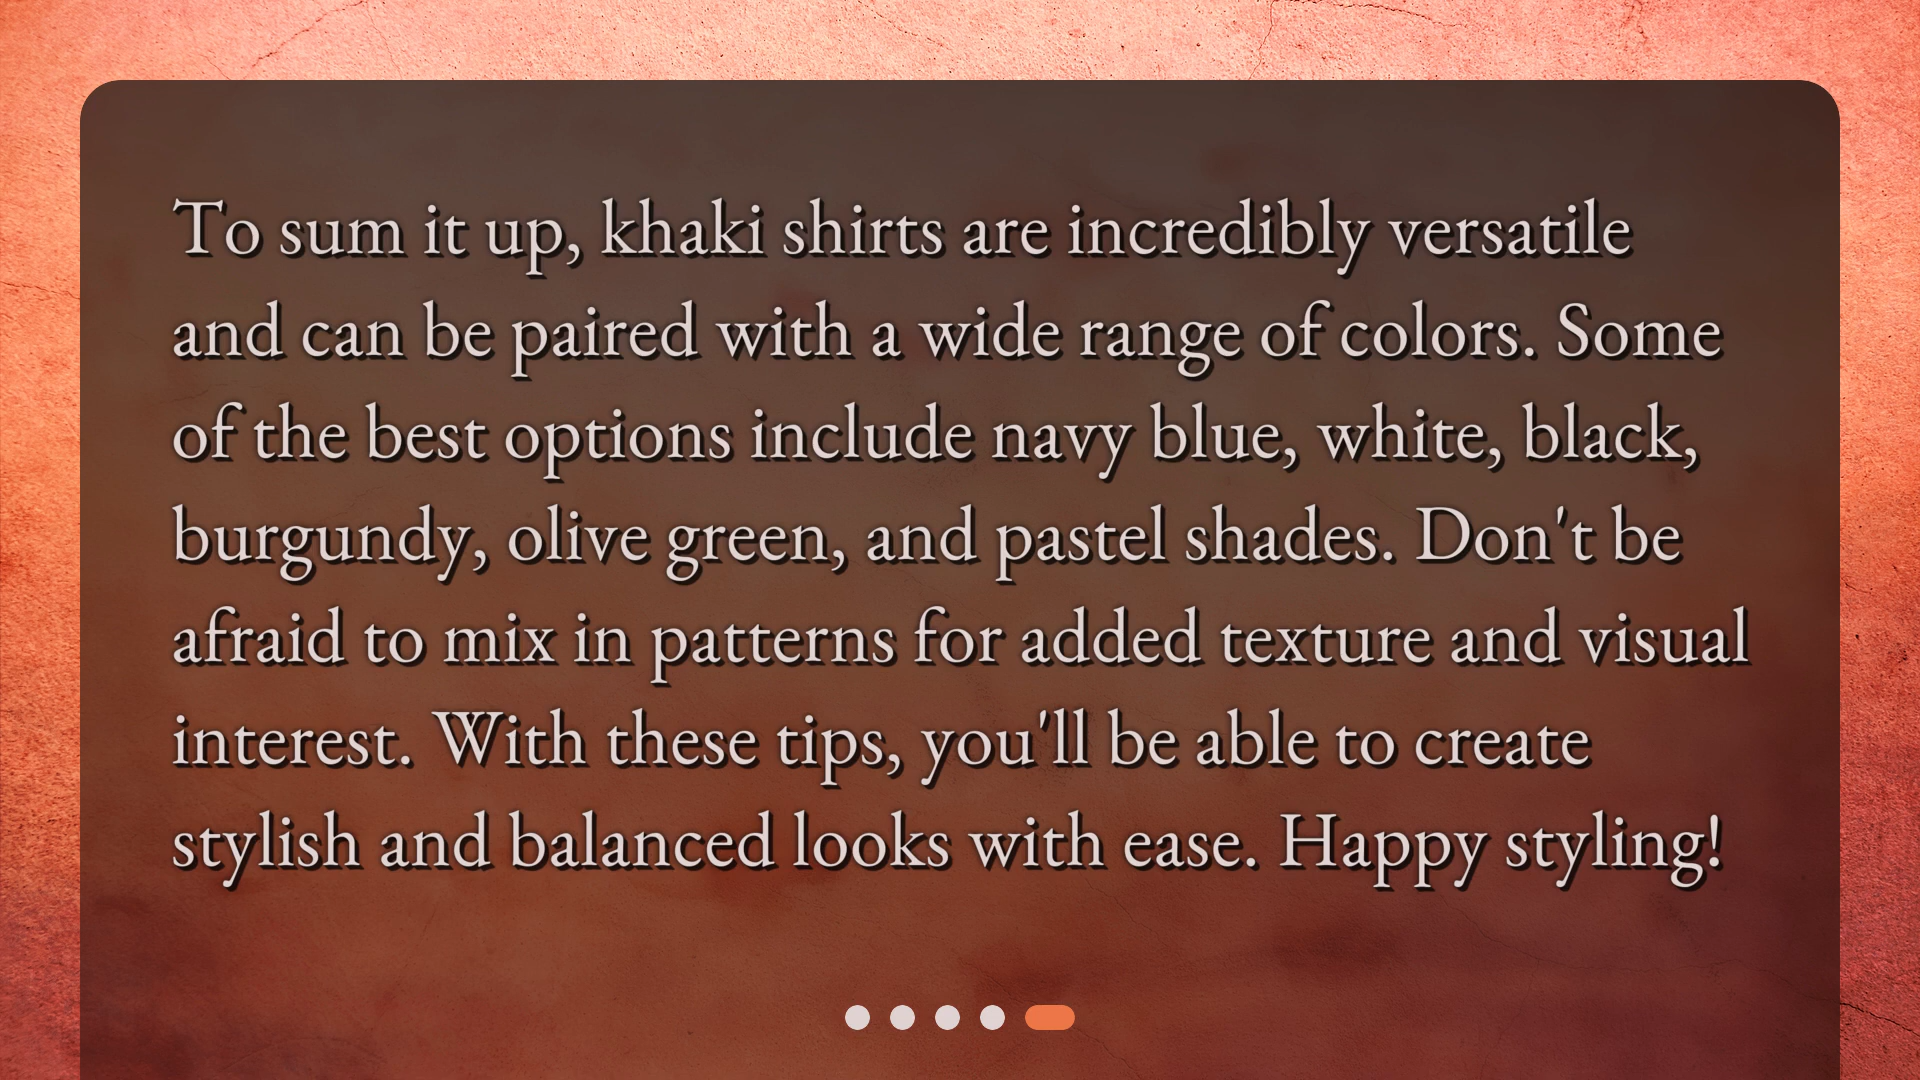 To sum it up, khaki shirts are incredibly versatile
and can be paired with a wide range of colors. Some
of the best options include navy blue, white, black,
burgundy, olive green, and pastel shades. Don't be
afraid to mix in patterns for added texture and visual
interest. With these tips, you'll be able to create
stylish and balanced looks with ease. Happy styling!